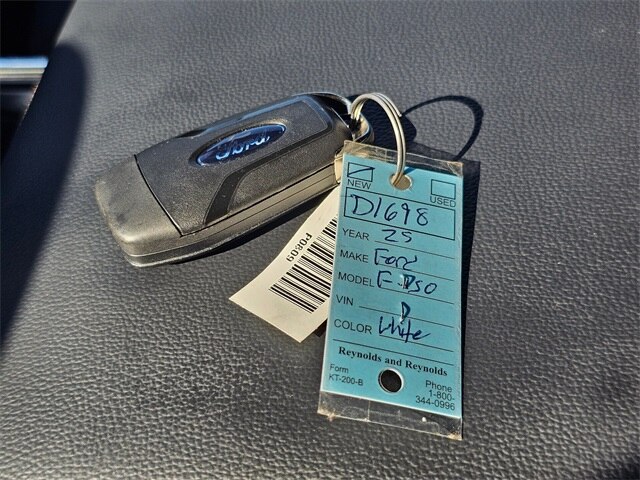 Ford
NEW
USED
D1698
YEAR 25
MAKE Ford
MODEL F-
VIN
COLOR White
Reynolds and Reynolds
Form
KT-200-B
Phone
1-800-
344-0996
P0809